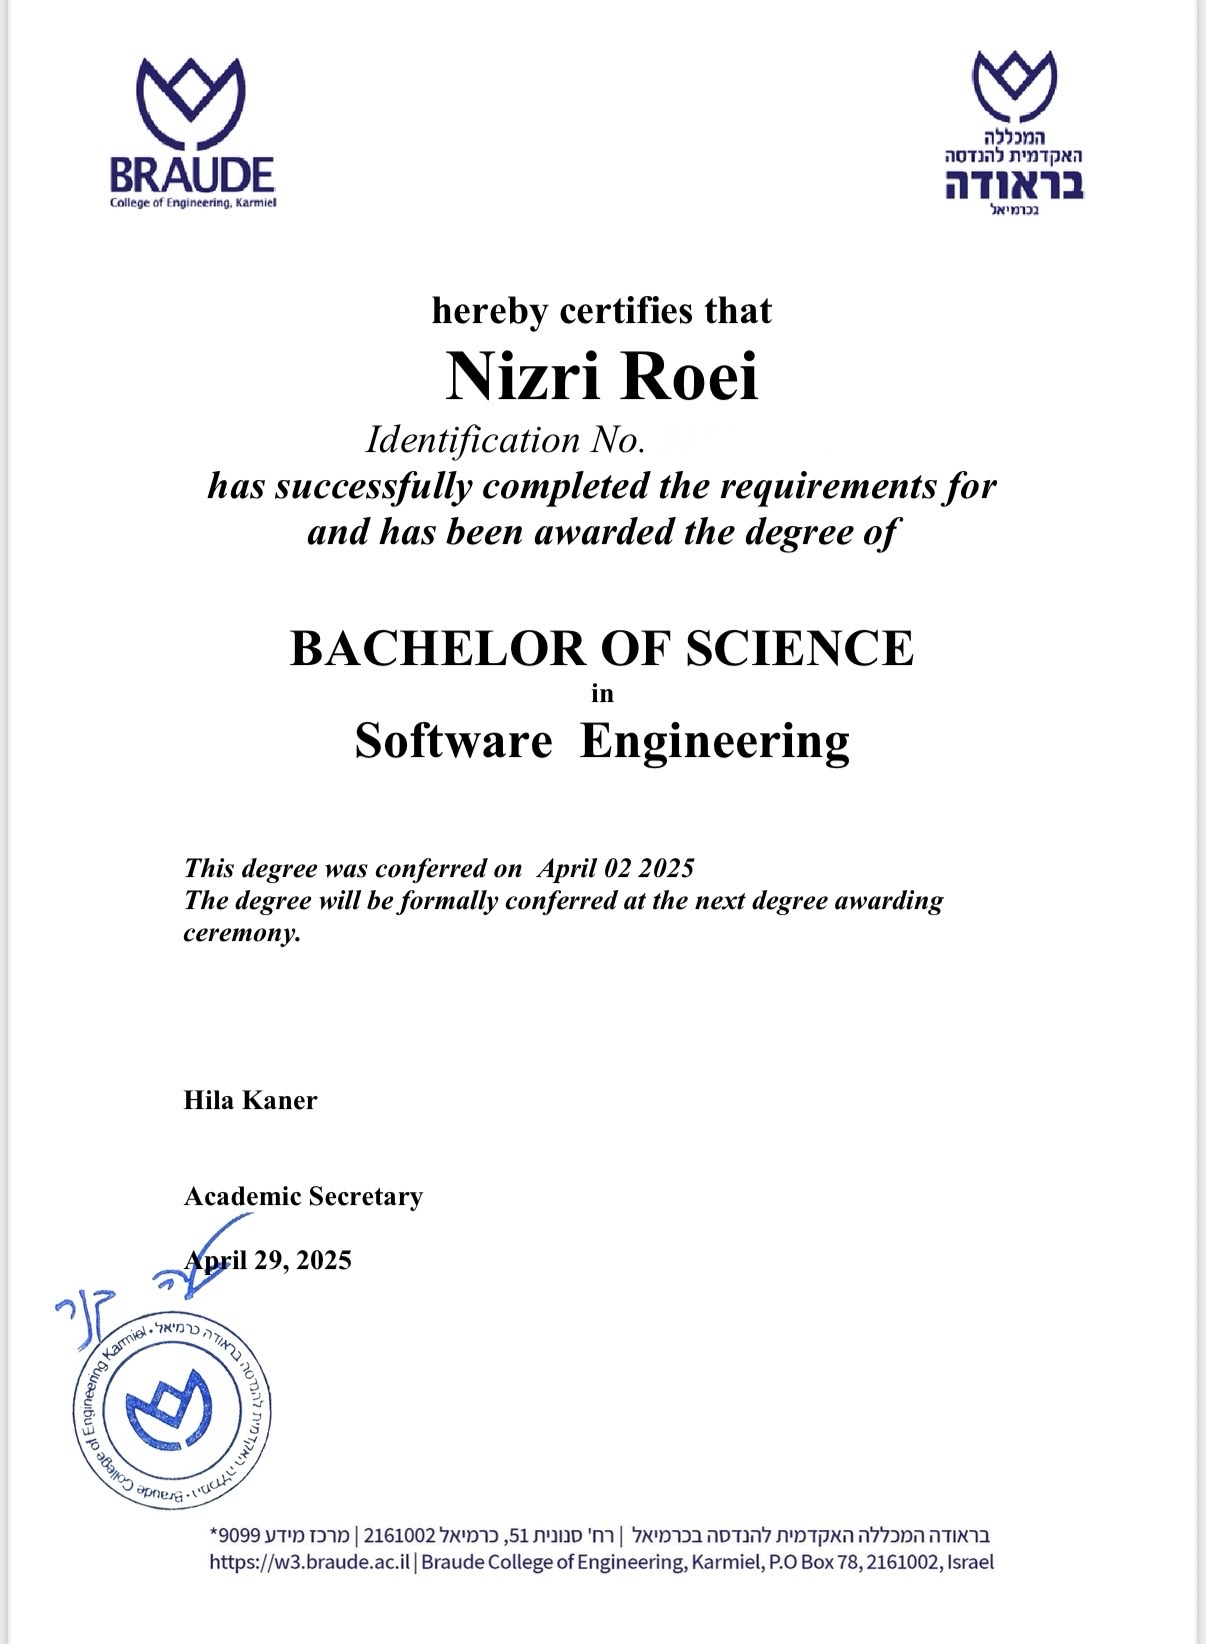 BRAUDE
College of Engineering, Karmiel
המכללה
האקדמית להנדסה
בראודה
בכרמיאל
hereby certifies that
Nizri Roei
Identification No.
has successfully completed the requirements for
and has been awarded the degree of
BACHELOR OF SCIENCE
in
Software Engineering
This degree was conferred on April 02 2025
The degree will be formally conferred at the next degree awarding
ceremony.
Hila Kaner
Academic Secretary
April 29, 2025
הילה קנר
Braude College of Engineering Karmiel • המכללה האקדמית להנדסה בראודה כרמיאל •
בראודה המכללה האקדמית להנדסה בכרמיאל | רח' סנונית 51, כרמיאל 2161002 | מרכז מידע 9099*
https://w3.braude.ac.il | Braude College of Engineering, Karmiel, P.O Box 78, 2161002, Israel